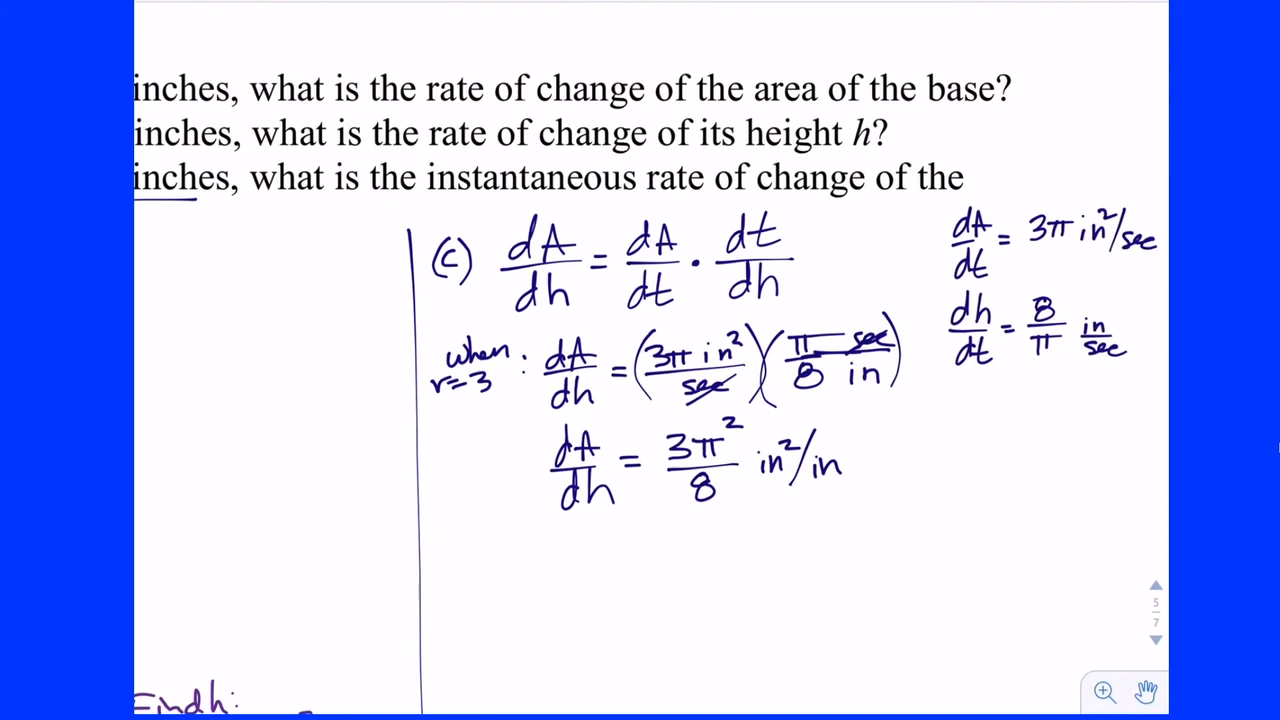 inches, what is the rate of change of the area of the base?
inches, what is the rate of change of its height h?
inches, what is the instantaneous rate of change of the
(c) dA/dh = dA/dt · dt/dh
dA/dt = 3π in²/sec
dh/dt = 8/π in/sec
when r=3 : dA/dh = (3π in²/sec)(π sec/8 in)
dA/dh = 3π²/8 in²/in
5/7
Find h: